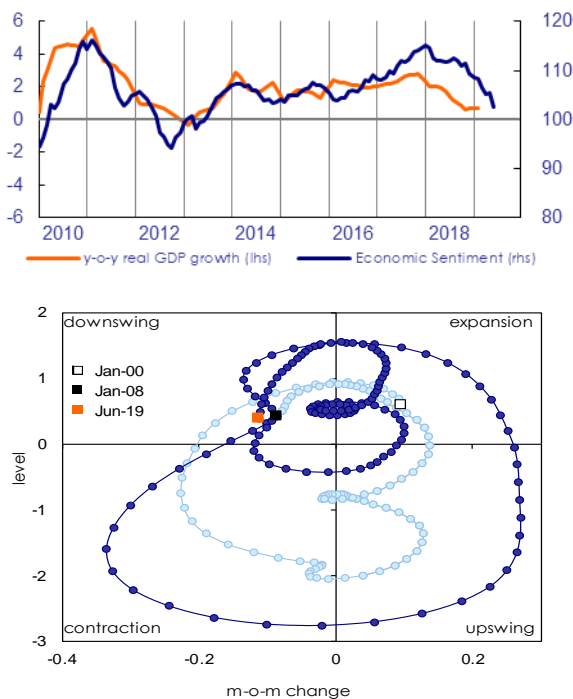 6 120
4 110
2
0 100
-2
-4 90
-6 80
2010 2012 2014 2016 2018
y-o-y real GDP growth (lhs) Economic Sentiment (rhs)
2
downswing expansion
Jan-00
Jan-08
Jun-19
1
0
level
-1
-2
contraction upswing
-3
-0.4 -0.2 0 0.2
m-o-m change